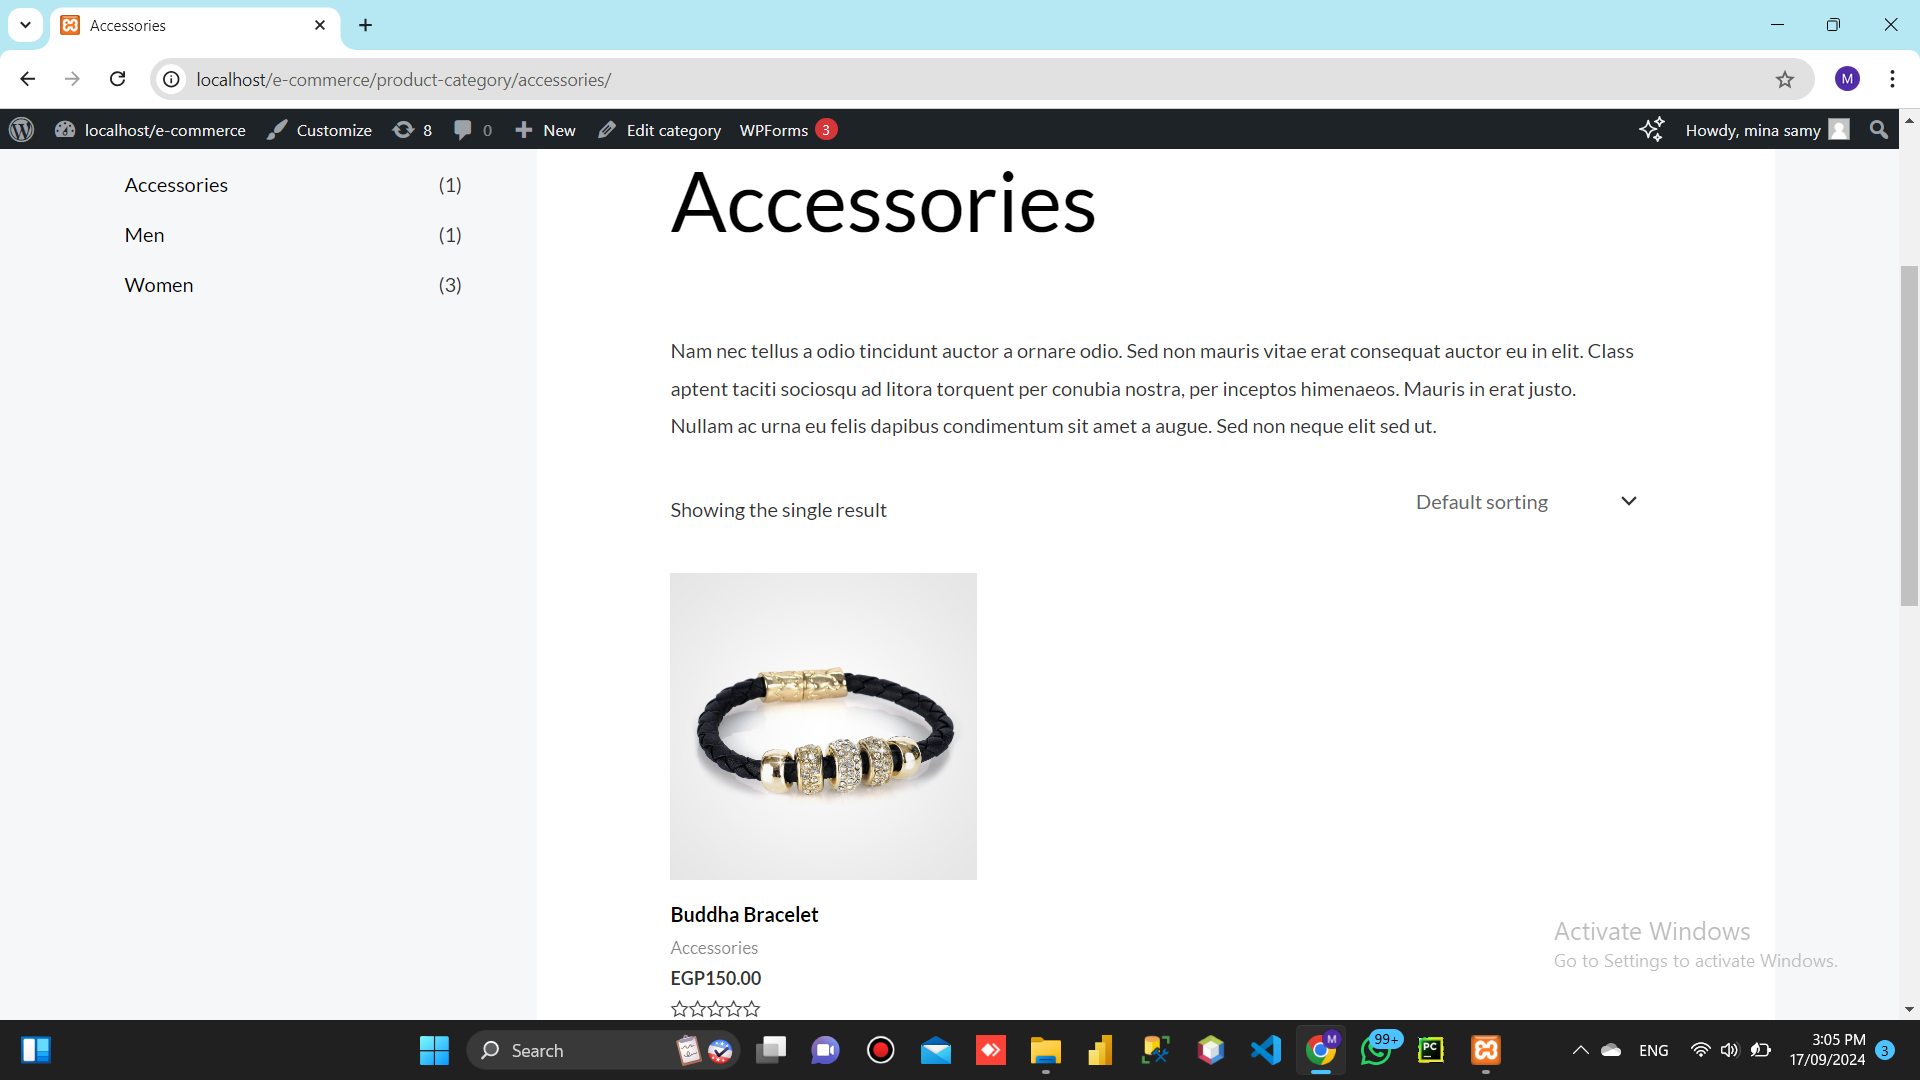 Accessories
localhost/e-commerce/product-category/accessories/
M
localhost/e-commerce
Customize
8
0
New
Edit category
WPForms 3
Howdy, mina samy
Accessories (1)
Men (1)
Women (3)
Accessories
Nam nec tellus a odio tincidunt auctor a ornare odio. Sed non mauris vitae erat consequat auctor eu in elit. Class
aptent taciti sociosqu ad litora torquent per conubia nostra, per inceptos himenaeos. Mauris in erat justo.
Nullam ac urna eu felis dapibus condimentum sit amet a augue. Sed non neque elit sed ut.
Showing the single result
Default sorting
Buddha Bracelet
Accessories
EGP150.00
Activate Windows
Go to Settings to activate Windows.
Search
M
99+
PC
ENG
3:05 PM
17/09/2024
3